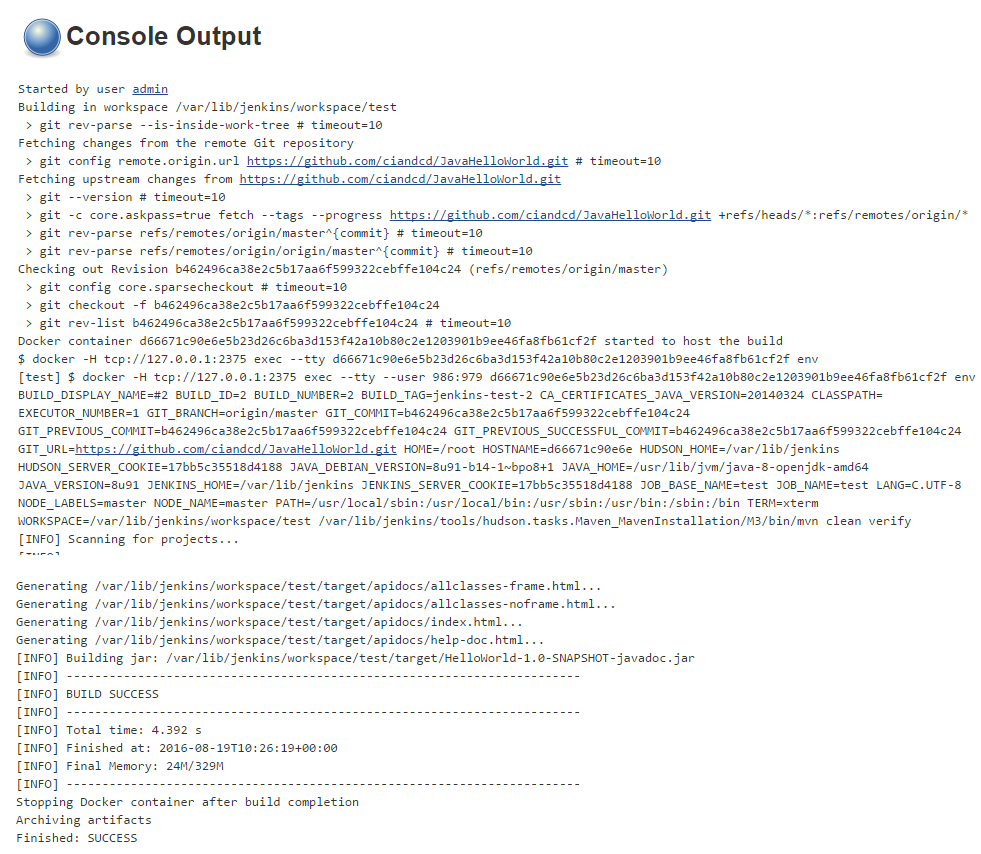 Console Output
Started by user admin
Building in workspace /var/lib/jenkins/workspace/test
> git rev-parse --is-inside-work-tree # timeout=10
Fetching changes from the remote Git repository
> git config remote.origin.url https://github.com/ciandcd/JavaHelloWorld.git # timeout=10
Fetching upstream changes from https://github.com/ciandcd/JavaHelloWorld.git
> git --version # timeout=10
> git -c core.askpass=true fetch --tags --progress https://github.com/ciandcd/JavaHelloWorld.git +refs/heads/*:refs/remotes/origin/*
> git rev-parse refs/remotes/origin/master^{commit} # timeout=10
> git rev-parse refs/remotes/origin/origin/master^{commit} # timeout=10
Checking out Revision b462496ca38e2c5b17aa6f599322cebffe104c24 (refs/remotes/origin/master)
> git config core.sparsecheckout # timeout=10
> git checkout -f b462496ca38e2c5b17aa6f599322cebffe104c24
> git rev-list b462496ca38e2c5b17aa6f599322cebffe104c24 # timeout=10
Docker container d66671c90e6e5b23d26c6ba3d153f42a10b80c2e1203901b9ee46fa8fb61cf2f started to host the build
$ docker -H tcp://127.0.0.1:2375 exec --tty d66671c90e6e5b23d26c6ba3d153f42a10b80c2e1203901b9ee46fa8fb61cf2f env
[test] $ docker -H tcp://127.0.0.1:2375 exec --tty --user 986:979 d66671c90e6e5b23d26c6ba3d153f42a10b80c2e1203901b9ee46fa8fb61cf2f env
BUILD_DISPLAY_NAME=#2 BUILD_ID=2 BUILD_NUMBER=2 BUILD_TAG=jenkins-test-2 CA_CERTIFICATES_JAVA_VERSION=20140324 CLASSPATH=
EXECUTOR_NUMBER=1 GIT_BRANCH=origin/master GIT_COMMIT=b462496ca38e2c5b17aa6f599322cebffe104c24
GIT_PREVIOUS_COMMIT=b462496ca38e2c5b17aa6f599322cebffe104c24 GIT_PREVIOUS_SUCCESSFUL_COMMIT=b462496ca38e2c5b17aa6f599322cebffe104c24
GIT_URL=https://github.com/ciandcd/JavaHelloWorld.git HOME=/root HOSTNAME=d66671c90e6e HUDSON_HOME=/var/lib/jenkins
HUDSON_SERVER_COOKIE=17bb5c35518d4188 JAVA_DEBIAN_VERSION=8u91-b14-1~bpo8+1 JAVA_HOME=/usr/lib/jvm/java-8-openjdk-amd64
JAVA_VERSION=8u91 JENKINS_HOME=/var/lib/jenkins JENKINS_SERVER_COOKIE=17bb5c35518d4188 JOB_BASE_NAME=test JOB_NAME=test LANG=C.UTF-8
NODE_LABELS=master NODE_NAME=master PATH=/usr/local/sbin:/usr/local/bin:/usr/sbin:/usr/bin:/sbin:/bin TERM=xterm
WORKSPACE=/var/lib/jenkins/workspace/test /var/lib/jenkins/tools/hudson.tasks.Maven_MavenInstallation/M3/bin/mvn clean verify
[INFO] Scanning for projects...
Generating /var/lib/jenkins/workspace/test/target/apidocs/allclasses-frame.html...
Generating /var/lib/jenkins/workspace/test/target/apidocs/allclasses-noframe.html...
Generating /var/lib/jenkins/workspace/test/target/apidocs/index.html...
Generating /var/lib/jenkins/workspace/test/target/apidocs/help-doc.html...
[INFO] Building jar: /var/lib/jenkins/workspace/test/target/HelloWorld-1.0-SNAPSHOT-javadoc.jar
[INFO] ------------------------------------------------------------------------
[INFO] BUILD SUCCESS
[INFO] ------------------------------------------------------------------------
[INFO] Total time: 4.392 s
[INFO] Finished at: 2016-08-19T10:26:19+00:00
[INFO] Final Memory: 24M/329M
[INFO] ------------------------------------------------------------------------
Stopping Docker container after build completion
Archiving artifacts
Finished: SUCCESS